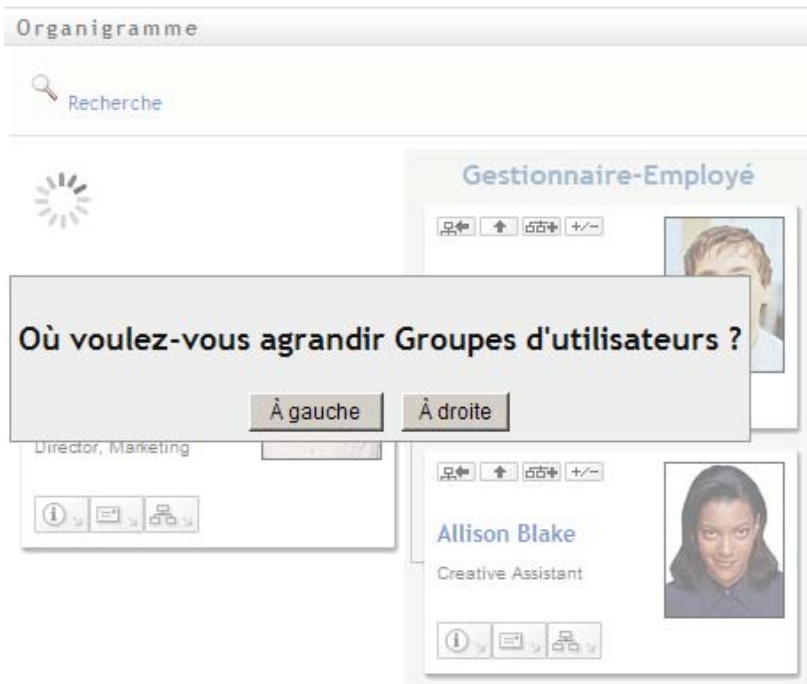 Organigramme
Recherche
Gestionnaire-Employé
+/-
Où voulez-vous agrandir Groupes d'utilisateurs ?
À gauche À droite
Director, Marketing
+/-
Allison Blake
Creative Assistant